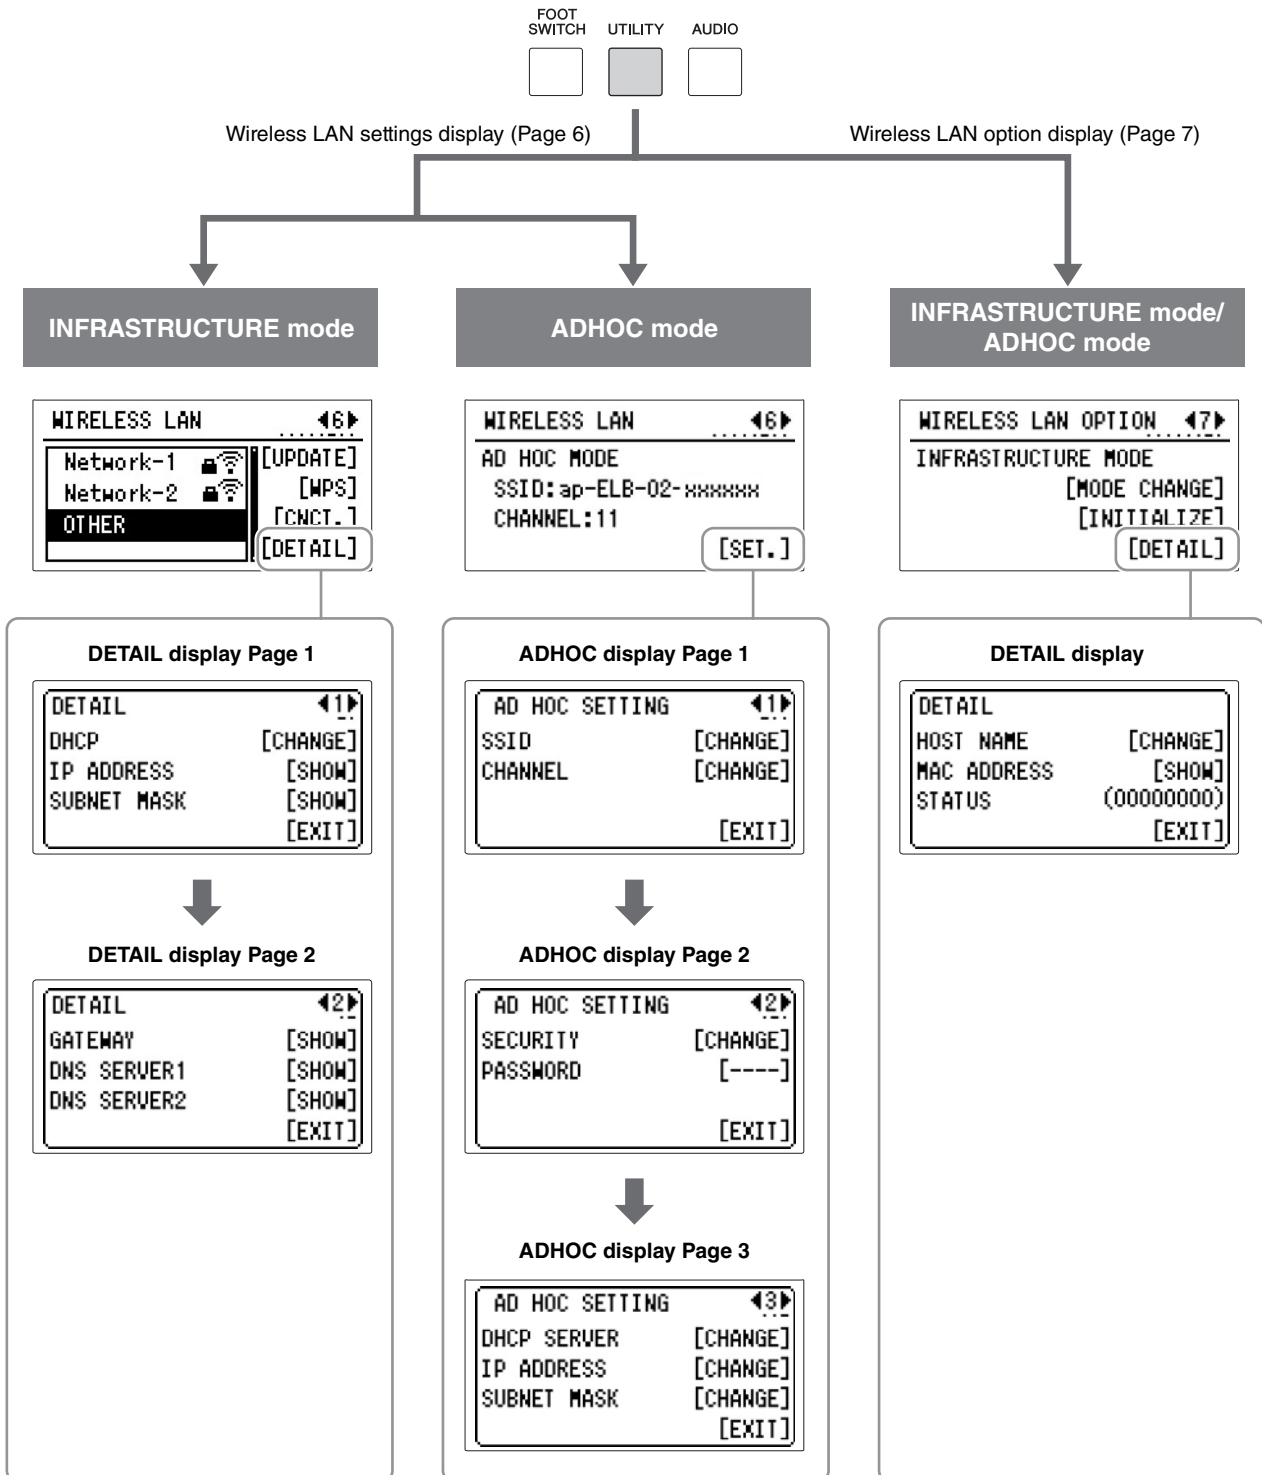 FOOT
SWITCH UTILITY AUDIO
Wireless LAN settings display (Page 6)
Wireless LAN option display (Page 7)
INFRASTRUCTURE mode
WIRELESS LAN 6
Network-1 [UPDATE]
Network-2 [WPS]
OTHER [CNCT.]
[DETAIL]
DETAIL display Page 1
DETAIL 1
DHCP [CHANGE]
IP ADDRESS [SHOW]
SUBNET MASK [SHOW]
[EXIT]
DETAIL display Page 2
DETAIL 2
GATEWAY [SHOW]
DNS SERVER1 [SHOW]
DNS SERVER2 [SHOW]
[EXIT]
ADHOC mode
WIRELESS LAN 6
AD HOC MODE
SSID:ap-ELB-02-xxxxxx
CHANNEL:11
[SET.]
ADHOC display Page 1
AD HOC SETTING 1
SSID [CHANGE]
CHANNEL [CHANGE]
[EXIT]
ADHOC display Page 2
AD HOC SETTING 2
SECURITY [CHANGE]
PASSWORD [----]
[EXIT]
ADHOC display Page 3
AD HOC SETTING 3
DHCP SERVER [CHANGE]
IP ADDRESS [CHANGE]
SUBNET MASK [CHANGE]
[EXIT]
INFRASTRUCTURE mode/
ADHOC mode
WIRELESS LAN OPTION 7
INFRASTRUCTURE MODE
[MODE CHANGE]
[INITIALIZE]
[DETAIL]
DETAIL display
DETAIL
HOST NAME [CHANGE]
MAC ADDRESS [SHOW]
STATUS (00000000)
[EXIT]